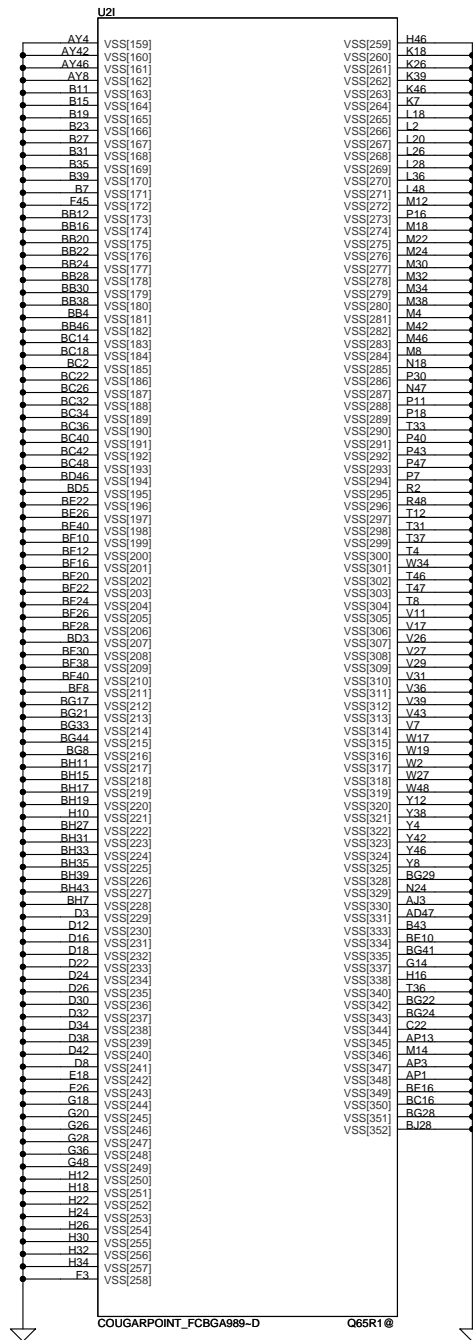 U2I
AY4 VSS[159] VSS[259] H46
AY42 VSS[160] VSS[260] K18
AY46 VSS[161] VSS[261] K26
AY8 VSS[162] VSS[262] K39
B11 VSS[163] VSS[263] K46
B15 VSS[164] VSS[264] K7
B19 VSS[165] VSS[265] L18
B23 VSS[166] VSS[266] L2
B27 VSS[167] VSS[267] L20
B31 VSS[168] VSS[268] L26
B35 VSS[169] VSS[269] L28
B39 VSS[170] VSS[270] L36
B7 VSS[171] VSS[271] L48
F45 VSS[172] VSS[272] M12
BB12 VSS[173] VSS[273] P16
BB16 VSS[174] VSS[274] M18
BB20 VSS[175] VSS[275] M22
BB22 VSS[176] VSS[276] M24
BB24 VSS[177] VSS[277] M30
BB28 VSS[178] VSS[278] M32
BB30 VSS[179] VSS[279] M34
BB38 VSS[180] VSS[280] M38
BB4 VSS[181] VSS[281] M4
BB46 VSS[182] VSS[282] M42
BC14 VSS[183] VSS[283] M46
BC18 VSS[184] VSS[284] M8
BC2 VSS[185] VSS[285] N18
BC22 VSS[186] VSS[286] P30
BC26 VSS[187] VSS[287] N47
BC32 VSS[188] VSS[288] P11
BC34 VSS[189] VSS[289] P18
BC36 VSS[190] VSS[290] T33
BC40 VSS[191] VSS[291] P40
BC42 VSS[192] VSS[292] P43
BC48 VSS[193] VSS[293] P47
BD46 VSS[194] VSS[294] P7
BD5 VSS[195] VSS[295] R2
BE22 VSS[196] VSS[296] R48
BE26 VSS[197] VSS[297] T12
BE40 VSS[198] VSS[298] T31
BF10 VSS[199] VSS[299] T37
BF12 VSS[200] VSS[300] T4
BF16 VSS[201] VSS[301] W34
BF20 VSS[202] VSS[302] T46
BF22 VSS[203] VSS[303] T47
BF24 VSS[204] VSS[304] T8
BF26 VSS[205] VSS[305] V11
BF28 VSS[206] VSS[306] V17
BD3 VSS[207] VSS[307] V26
BF30 VSS[208] VSS[308] V27
BF38 VSS[209] VSS[309] V29
BF40 VSS[210] VSS[310] V31
BF8 VSS[211] VSS[311] V36
BG17 VSS[212] VSS[312] V39
BG21 VSS[213] VSS[313] V43
BG33 VSS[214] VSS[314] V7
BG44 VSS[215] VSS[315] W17
BG8 VSS[216] VSS[316] W19
BH11 VSS[217] VSS[317] W2
BH15 VSS[218] VSS[318] W27
BH17 VSS[219] VSS[319] W48
BH19 VSS[220] VSS[320] Y12
H10 VSS[221] VSS[321] Y38
BH27 VSS[222] VSS[322] Y4
BH31 VSS[223] VSS[323] Y42
BH33 VSS[224] VSS[324] Y46
BH35 VSS[225] VSS[325] Y8
BH39 VSS[226] VSS[328] BG29
BH43 VSS[227] VSS[329] N24
BH7 VSS[228] VSS[330] AJ3
D3 VSS[229] VSS[331] AD47
D12 VSS[230] VSS[333] B43
D16 VSS[231] VSS[334] BE10
D18 VSS[232] VSS[335] BG41
D22 VSS[233] VSS[337] G14
D24 VSS[234] VSS[338] H16
D26 VSS[235] VSS[340] T36
D30 VSS[236] VSS[342] BG22
D32 VSS[237] VSS[343] BG24
D34 VSS[238] VSS[344] C22
D38 VSS[239] VSS[345] AP13
D42 VSS[240] VSS[346] M14
D8 VSS[241] VSS[347] AP3
E18 VSS[242] VSS[348] AP1
E26 VSS[243] VSS[349] BE16
G18 VSS[244] VSS[350] BC16
G20 VSS[245] VSS[351] BG28
G26 VSS[246] VSS[352] BJ28
G28 VSS[247]
G36 VSS[248]
G48 VSS[249]
H12 VSS[250]
H18 VSS[251]
H22 VSS[252]
H24 VSS[253]
H26 VSS[254]
H30 VSS[255]
H32 VSS[256]
H34 VSS[257]
F3 VSS[258]
COUGARPOINT_FCBGA989~D Q65R1@